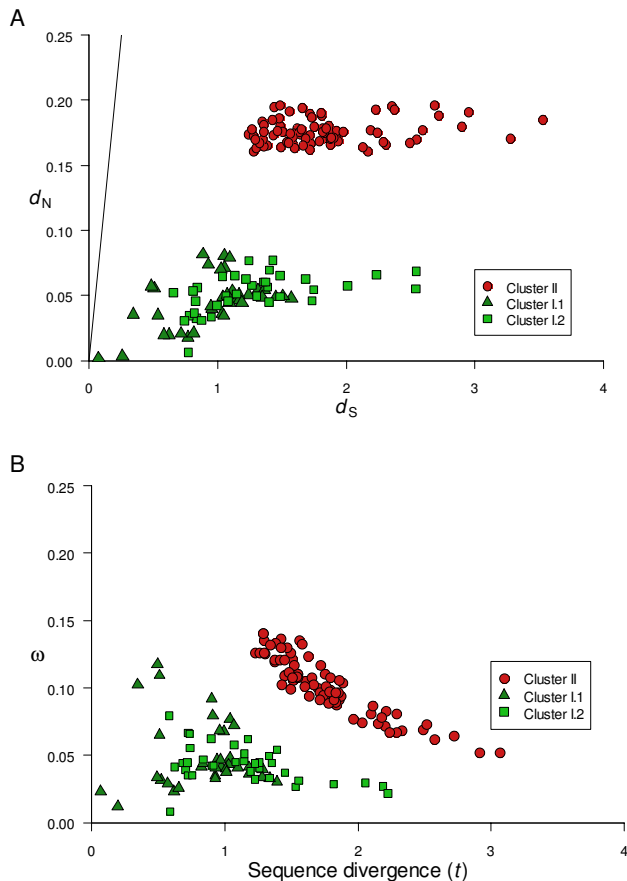 A
0.25
0.20
0.15
0.10
0.05
0.00
dN
0 1 2 3 4
dS
Cluster II
Cluster I.1
Cluster I.2
B
0.25
0.20
0.15
0.10
0.05
0.00
ω
0 1 2 3 4
Sequence divergence (t)
Cluster II
Cluster I.1
Cluster I.2